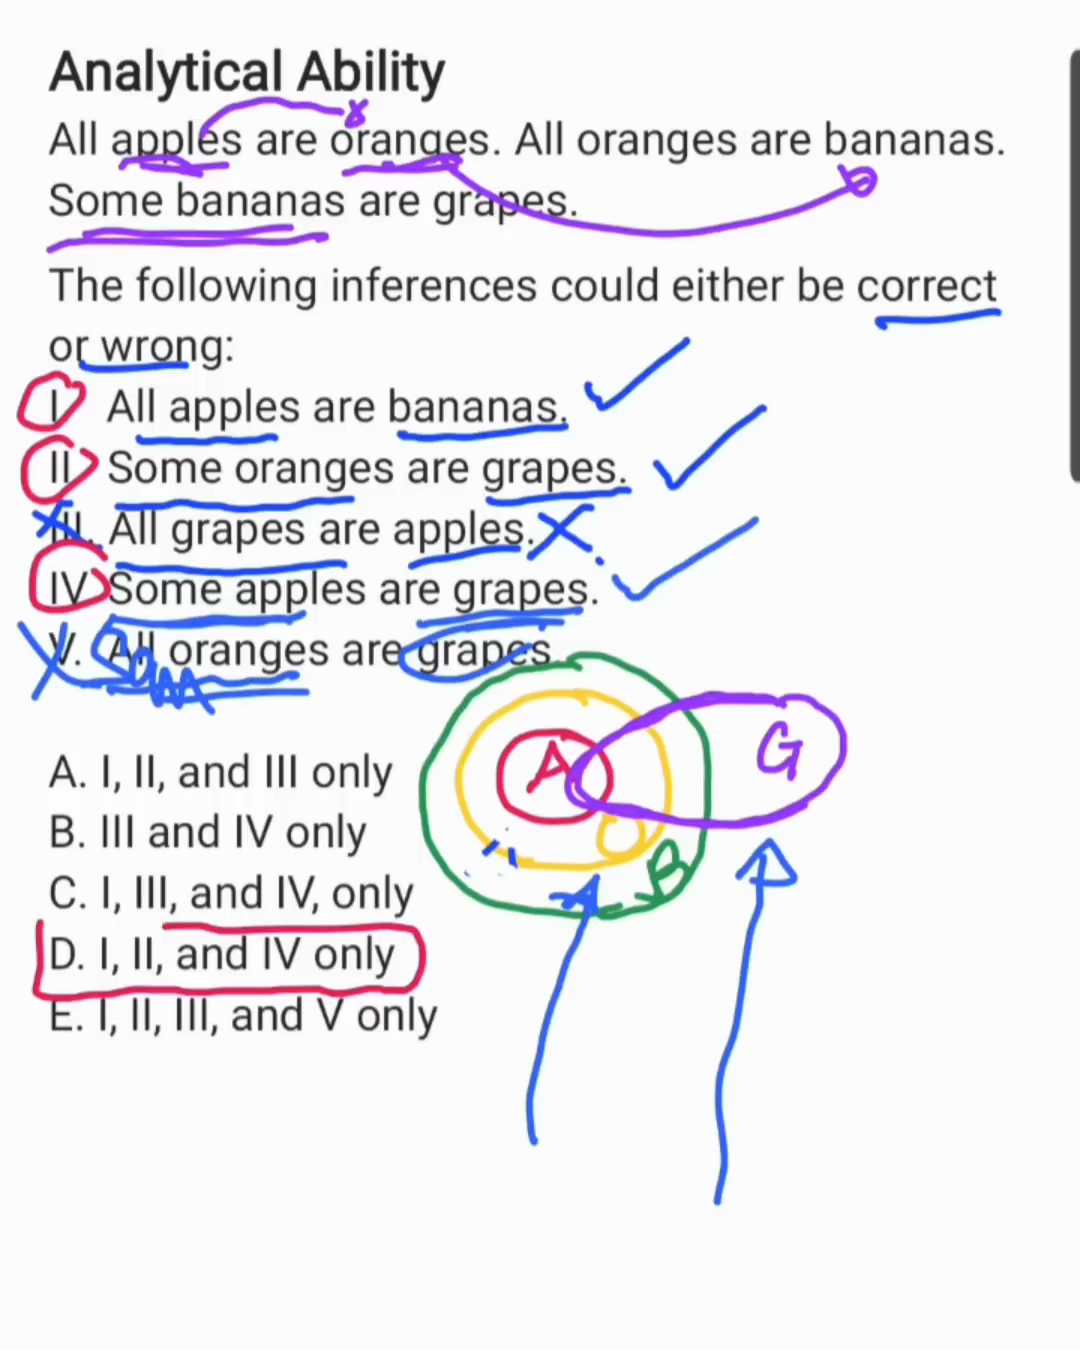 Analytical Ability
All apples are oranges. All oranges are bananas.
Some bananas are grapes.
The following inferences could either be correct
or wrong:
I. All apples are bananas.
II. Some oranges are grapes.
III. All grapes are apples.
IV. Some apples are grapes.
V. All oranges are grapes.
Som
A. I, II, and III only
B. III and IV only
C. I, III, and IV, only
D. I, II, and IV only
E. I, II, III, and V only
A
G
O
B